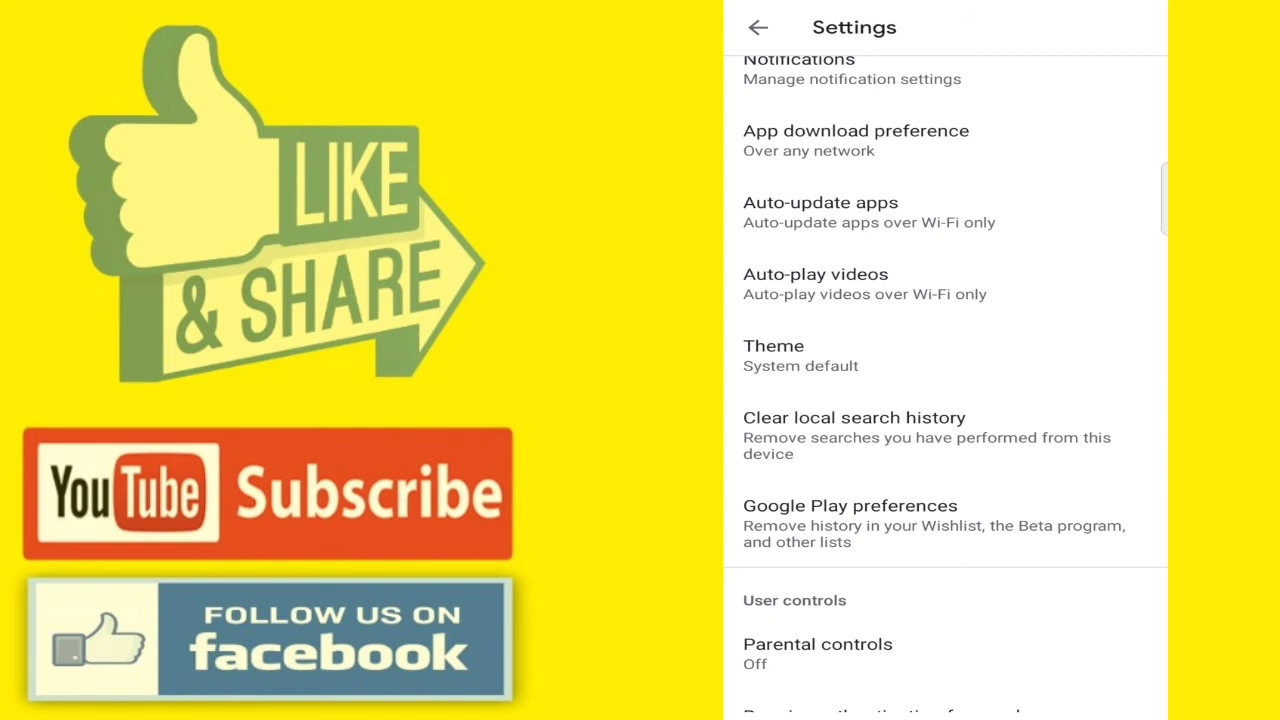 LIKE
& SHARE
YouTube Subscribe
FOLLOW US ON
facebook
Settings
Notifications
Manage notification settings
App download preference
Over any network
Auto-update apps
Auto-update apps over Wi-Fi only
Auto-play videos
Auto-play videos over Wi-Fi only
Theme
System default
Clear local search history
Remove searches you have performed from this
device
Google Play preferences
Remove history in your Wishlist, the Beta program,
and other lists
User controls
Parental controls
Off